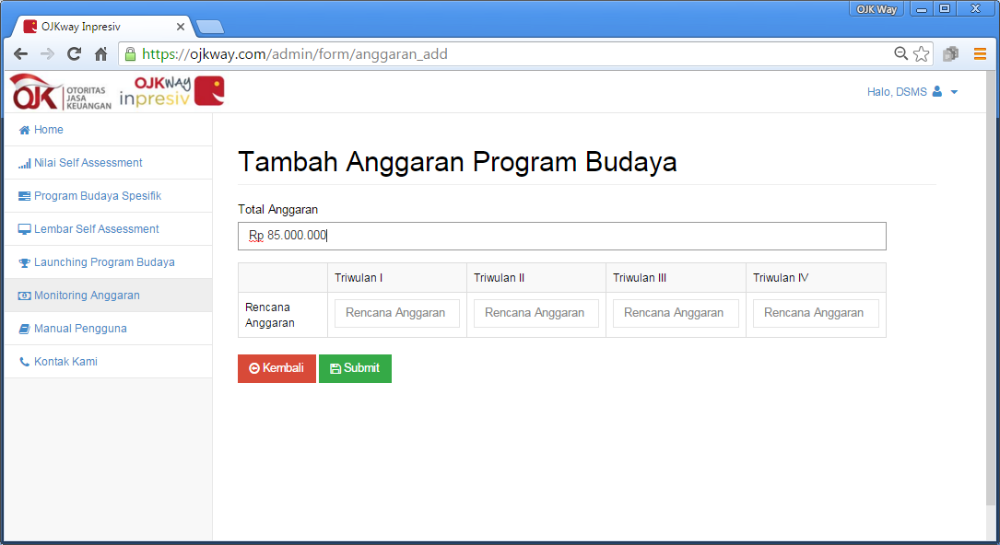 OJK Way
OJKway Inpresiv
https://ojkway.com/admin/form/anggaran_add
OJK
OTORITAS
JASA
KEUANGAN
OJKWAY
inpresiv
Halo, DSMS
Home
Nilai Self Assessment
Program Budaya Spesifik
Lembar Self Assessment
Launching Program Budaya
Monitoring Anggaran
Manual Pengguna
Kontak Kami
Tambah Anggaran Program Budaya
Total Anggaran
Rp 85.000.000
Triwulan I Triwulan II Triwulan III Triwulan IV
Rencana
Anggaran
Rencana Anggaran Rencana Anggaran Rencana Anggaran Rencana Anggaran
Kembali Submit